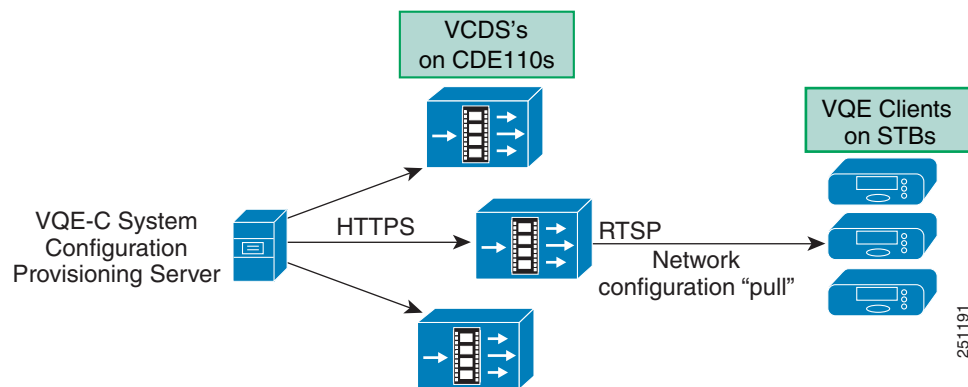 VCDS's
on CDE110s
VQE Clients
on STBs
VQE-C System
Configuration
Provisioning Server
HTTPS
RTSP
Network
configuration “pull”
251191